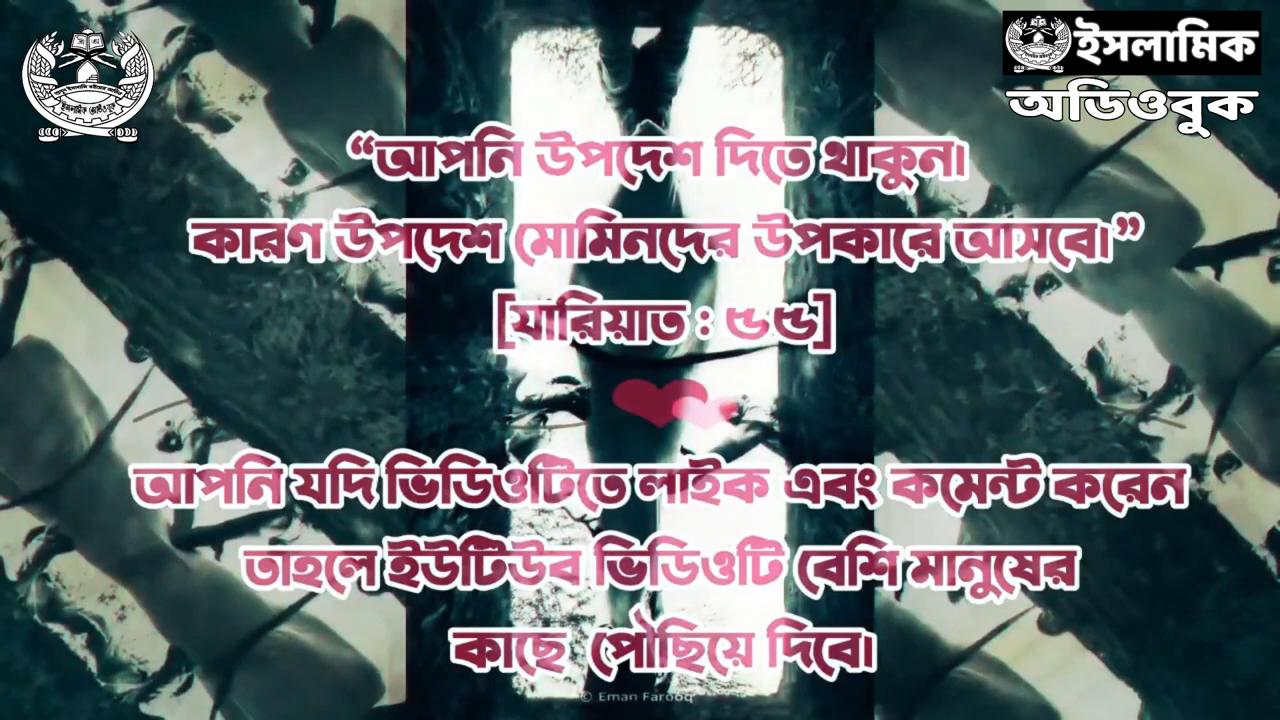 ইসলামিক
অডিওবুক
“আপনি উপদেশ দিতে থাকুন।
কারণ উপদেশ মোমিনদের উপকারে আসবে।”
[যারিয়াত : ৫৫]
আপনি যদি ভিডিওটিতে লাইক এবং কমেন্ট করেন
তাহলে ইউটিউব ভিডিওটি বেশি মানুষের
কাছে পৌছিয়ে দিবে।
© Eman Farooq